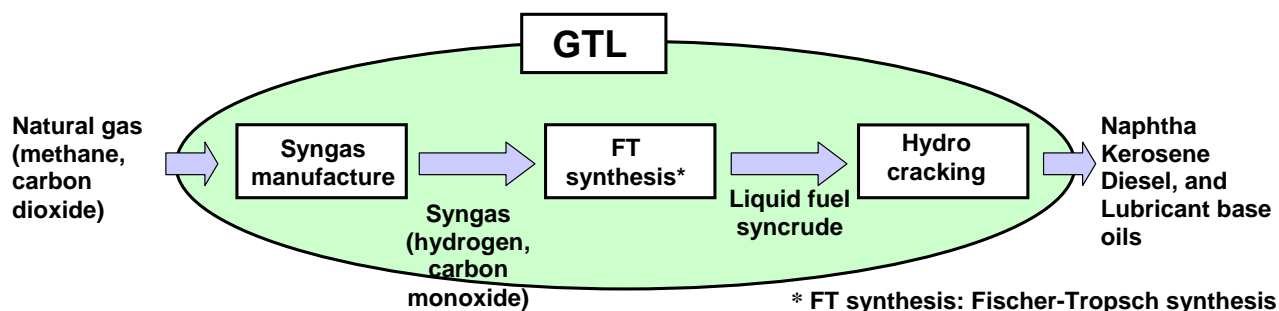 GTL
Natural gas
(methane,
carbon
dioxide)
Syngas
manufacture
Syngas
(hydrogen,
carbon
monoxide)
FT
synthesis*
Liquid fuel
syncrude
Hydro
cracking
Naphtha
Kerosene
Diesel, and
Lubricant base
oils
* FT synthesis: Fischer-Tropsch synthesis